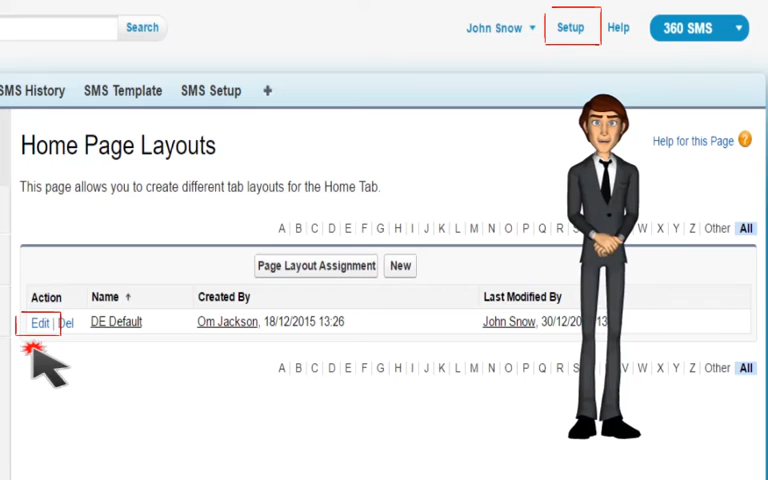 Search
John Snow
Setup
Help
360 SMS
SMS History
SMS Template
SMS Setup
+
Home Page Layouts
Help for this Page ?
This page allows you to create different tab layouts for the Home Tab.
A | B | C | D | E | F | G | H | I | J | K | L | M | N | O | P | Q | R | S W | X | Y | Z | Other All
Page Layout Assignment
New
Action Name ↑ Created By Last Modified By
Edit | Del DE Default Om Jackson, 18/12/2015 13:26 John Snow, 30/12/20
A | B | C | D | E | F | G | H | I | J | K | L | M | N | O | P | Q | R | S V | W | X | Y | Z | Other All